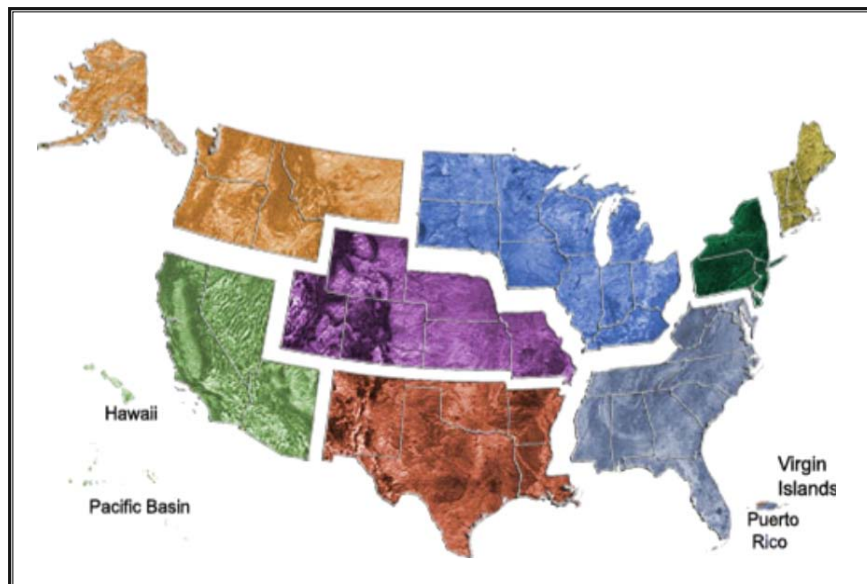 Hawaii
Pacific Basin
Virgin
Islands
Puerto
Rico